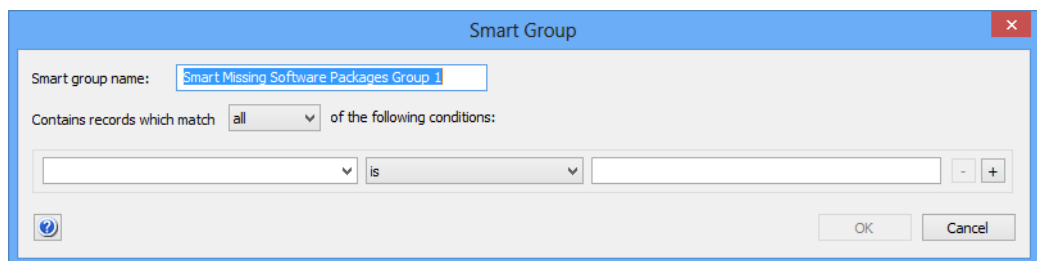 Smart Group
Smart group name: Smart Missing Software Packages Group 1
Contains records which match all of the following conditions:
is - +
OK Cancel